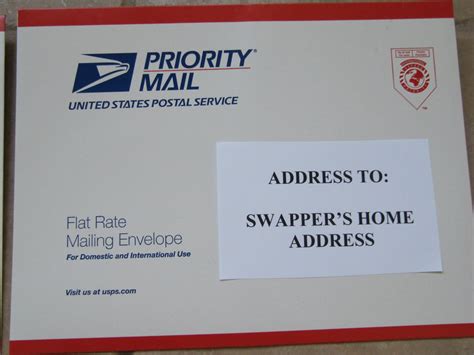 PRIORITY
MAIL
UNITED STATES POSTAL SERVICE
ADDRESS TO:
SWAPPER'S HOME
ADDRESS
Flat Rate
Mailing Envelope
For Domestic and International Use
Visit us at usps.com